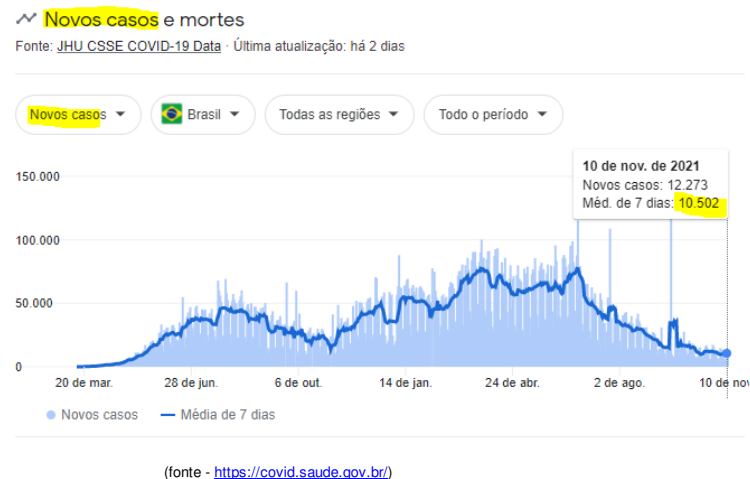 Novos casos e mortes
Fonte: JHU CSSE COVID-19 Data · Última atualização: há 2 dias
Novos casos Brasil Todas as regiões Todo o período
10 de nov. de 2021
Novos casos: 12.273
Méd. de 7 dias: 10.502
150.000
100.000
50.000
0
20 de mar. 28 de jun. 6 de out. 14 de jan. 24 de abr. 2 de ago. 10 de nov
Novos casos Média de 7 dias
(fonte - https://covid.saude.gov.br/)